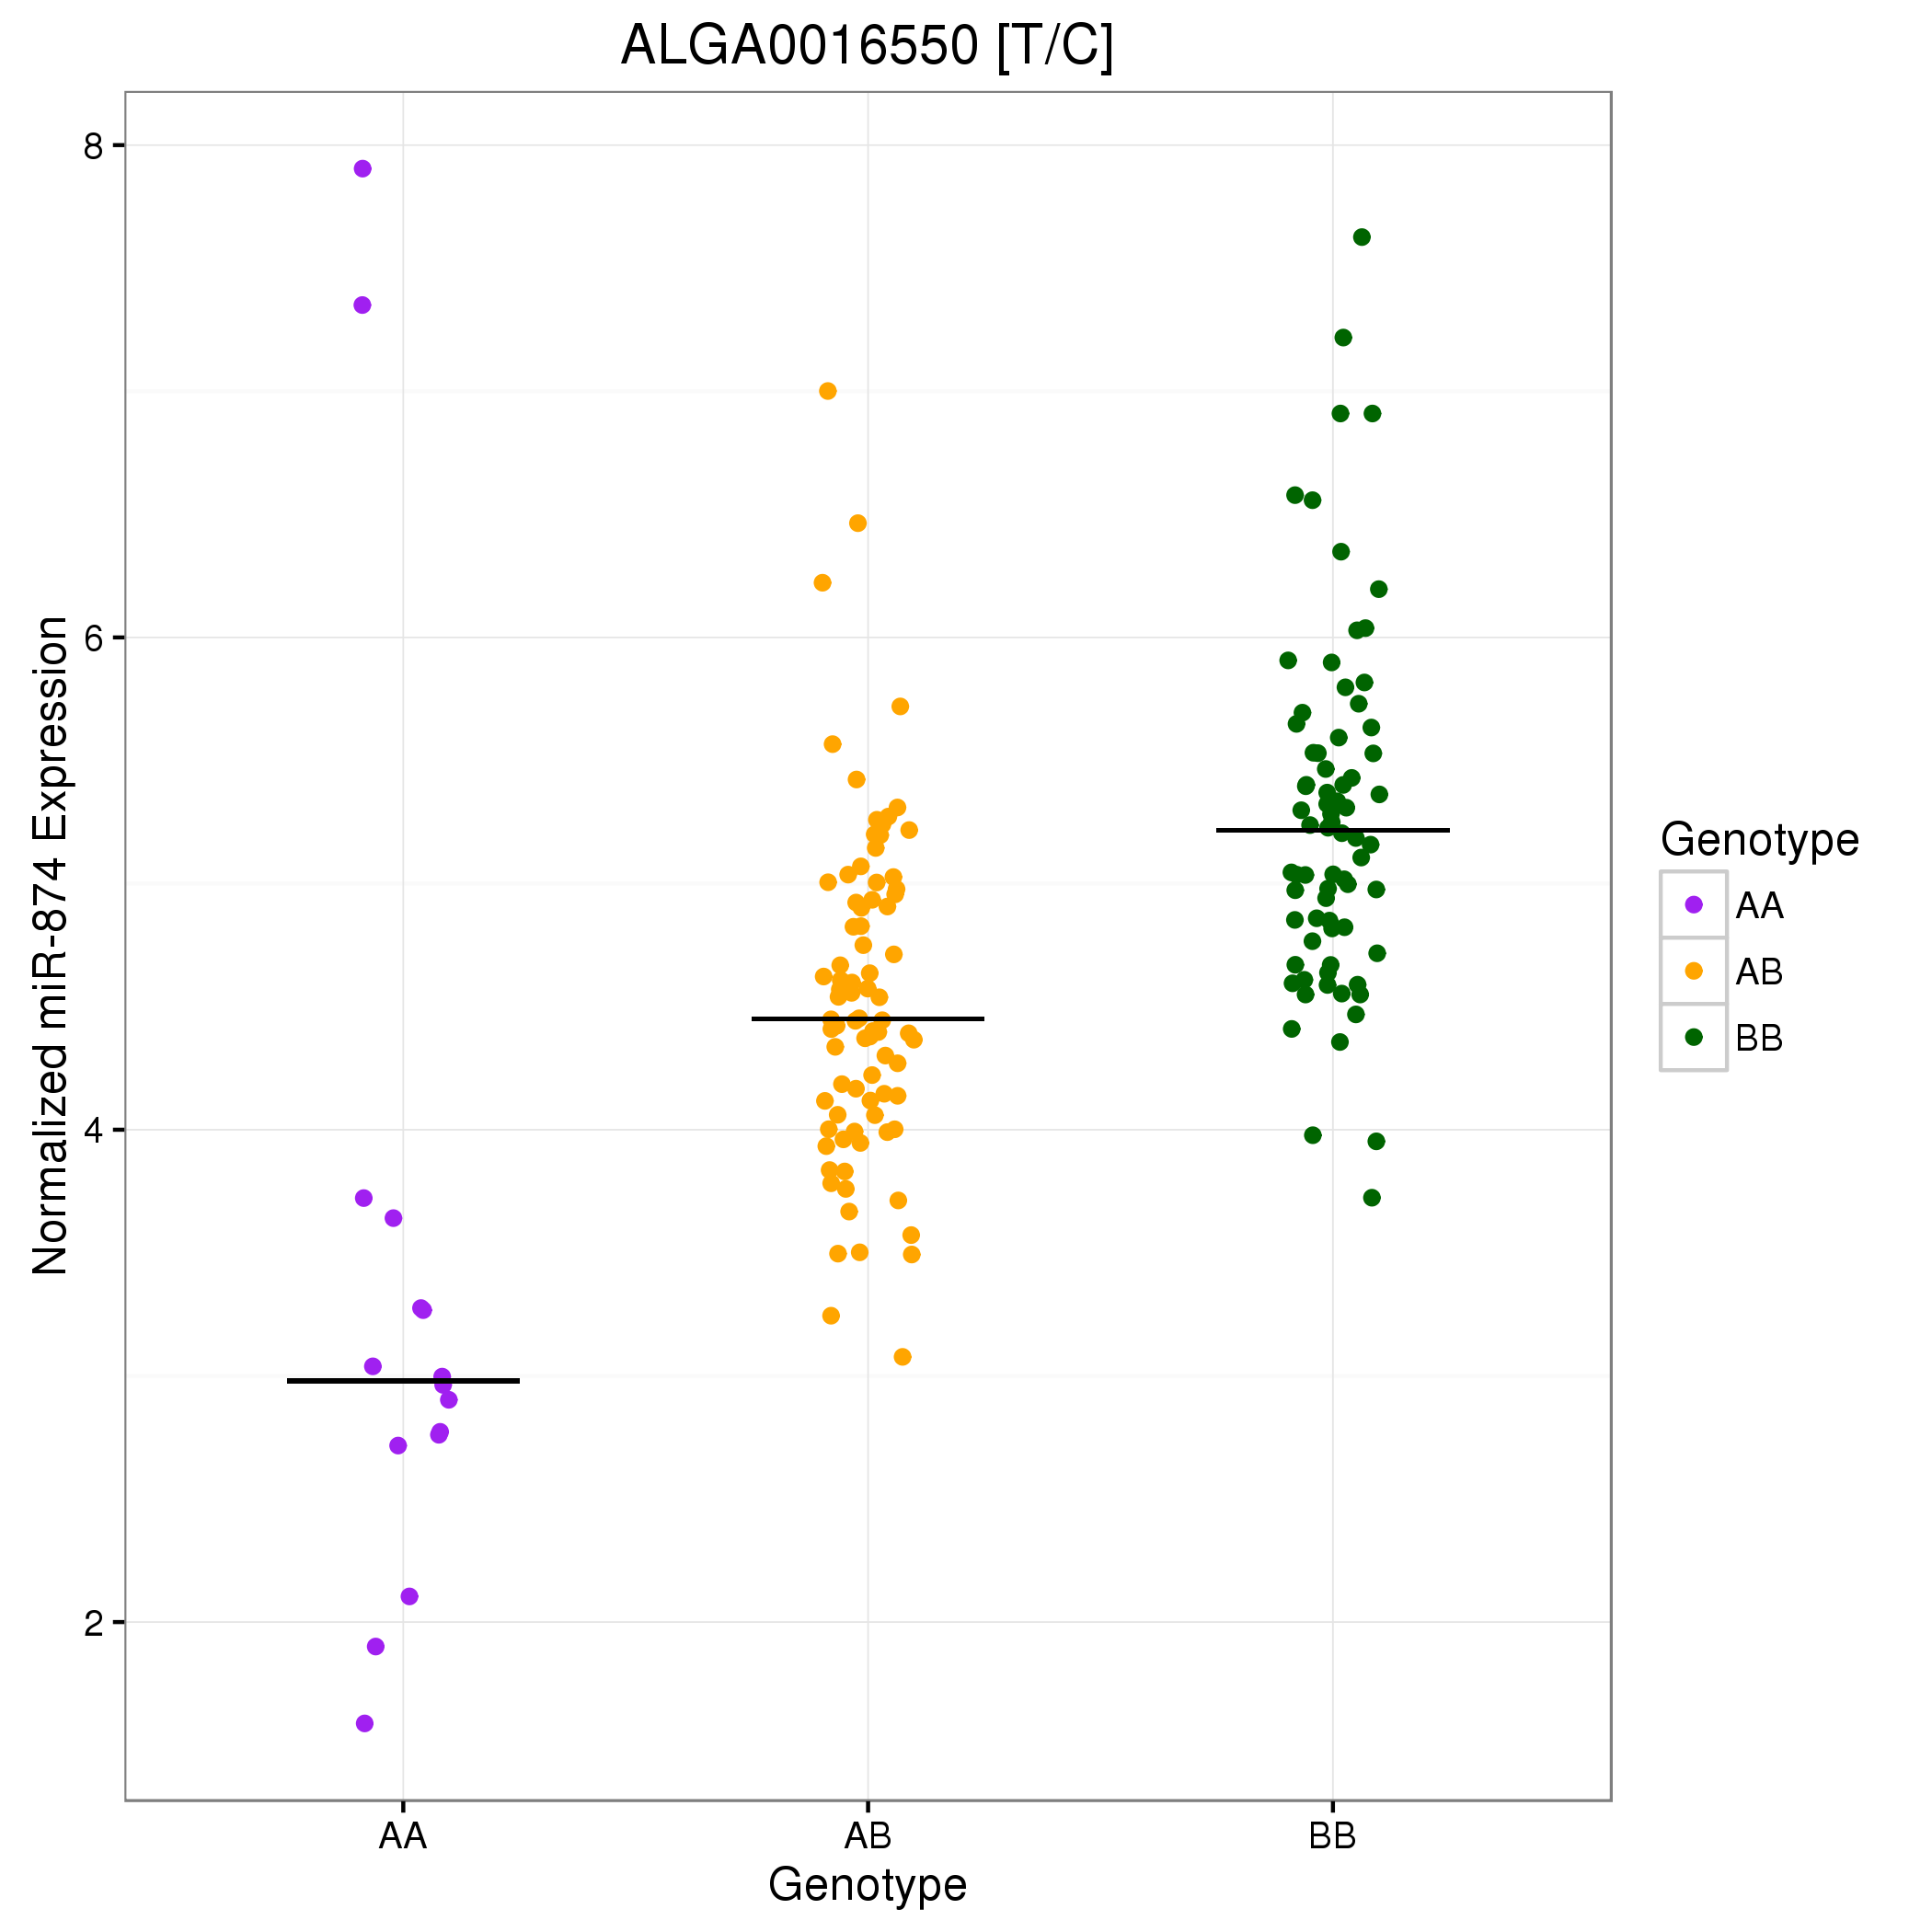 ALGA0016550 [T/C]
Normalized miR-874 Expression
8
6
4
2
AA
AB
BB
Genotype
Genotype
AA
AB
BB